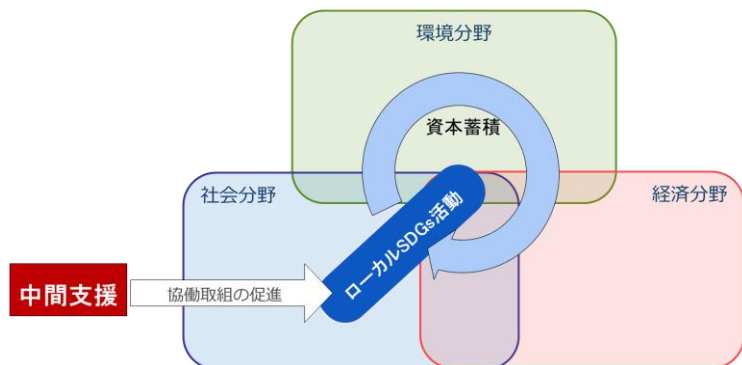 環境分野
資本蓄積
社会分野
経済分野
ローカルSDGs活動
中間支援
協働取組の促進